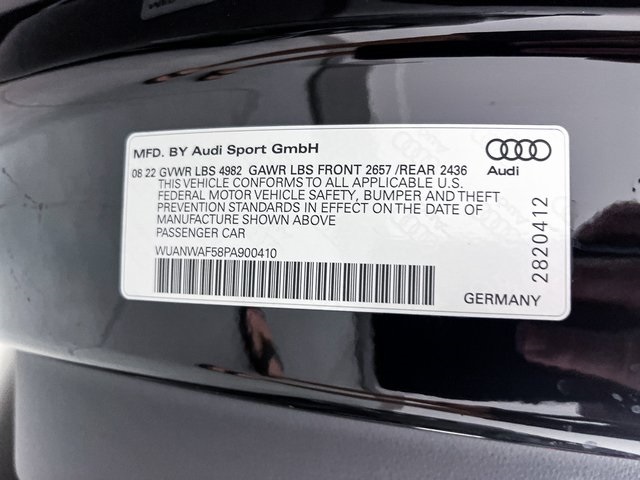 MFD. BY Audi Sport GmbH
08 22 GVWR LBS 4982 GAWR LBS FRONT 2657 /REAR 2436
THIS VEHICLE CONFORMS TO ALL APPLICABLE U.S.
FEDERAL MOTOR VEHICLE SAFETY, BUMPER AND THEFT
PREVENTION STANDARDS IN EFFECT ON THE DATE OF
MANUFACTURE SHOWN ABOVE
PASSENGER CAR
WUANWAF58PA900410
Audi
2820412
GERMANY